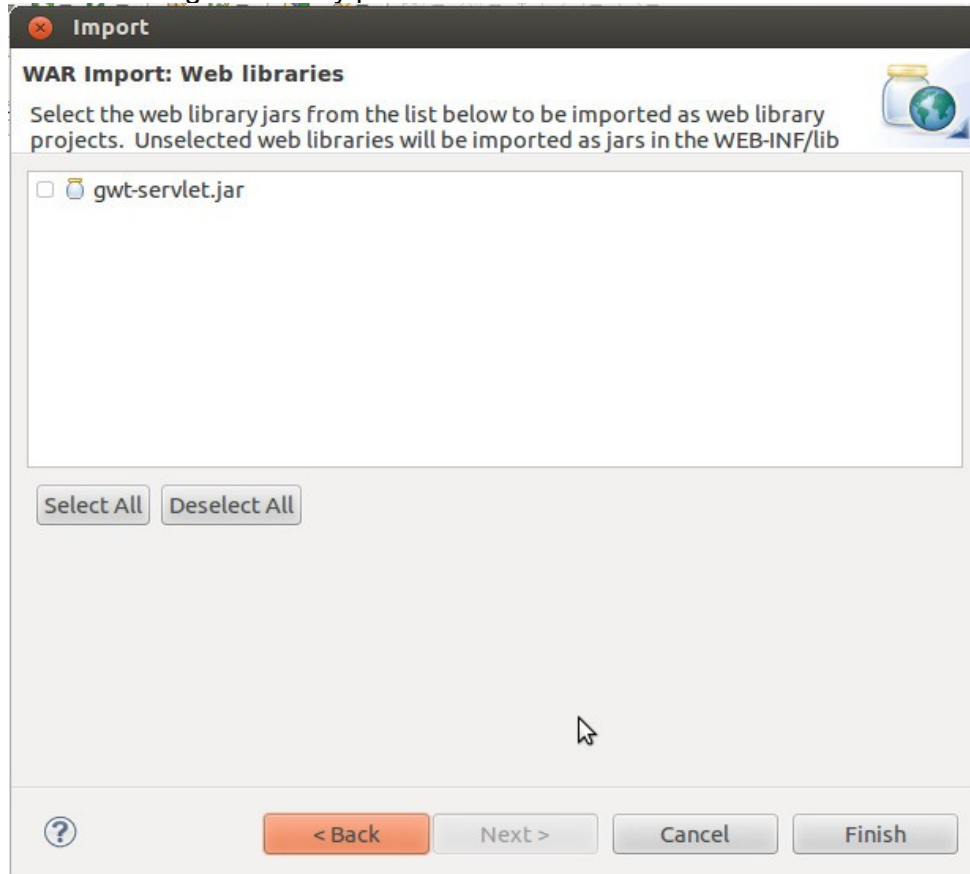 Import
WAR Import: Web libraries
Select the web library jars from the list below to be imported as web library
projects.  Unselected web libraries will be imported as jars in the WEB-INF/lib
gwt-servlet.jar
Select All Deselect All
?
< Back Next > Cancel Finish